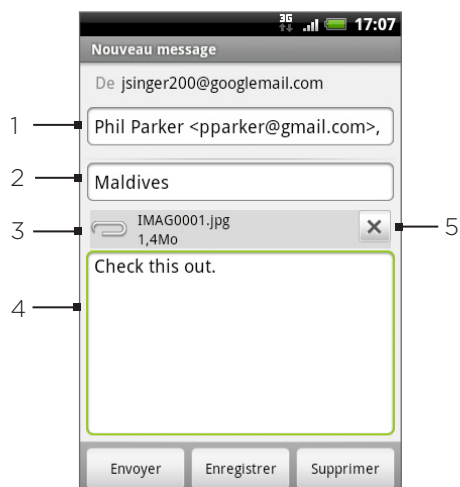 3G 17:07
Nouveau message
De jsinger200@googlemail.com
1 Phil Parker <pparker@gmail.com>,
2 Maldives
3 IMAG0001.jpg 5
1,4Mo
4 Check this out.
Envoyer Enregistrer Supprimer